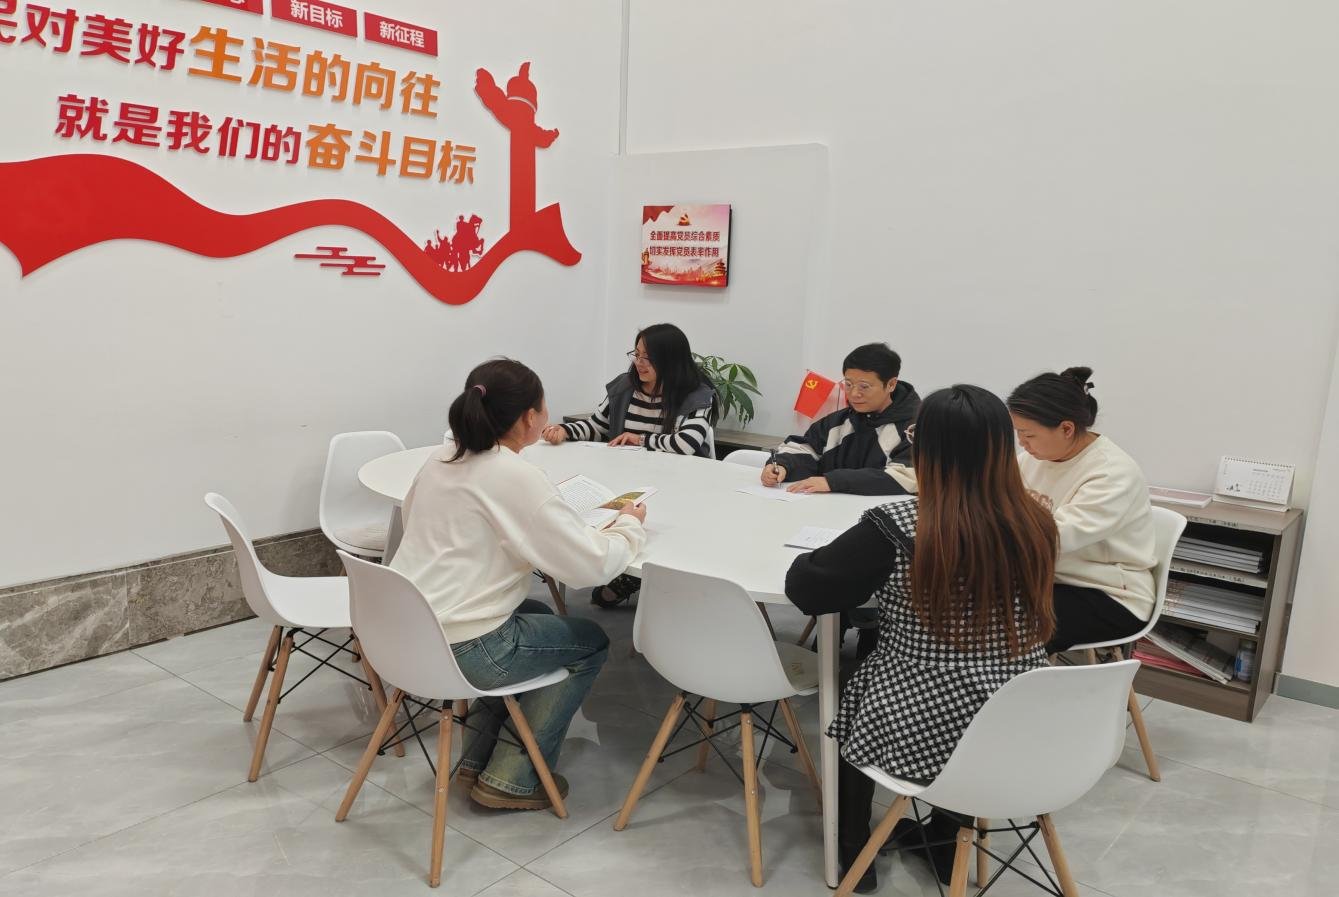 新目标
新征程
民对美好生活的向往
就是我们的奋斗目标
全面提高党员综合素质
切实发挥党员表率作用